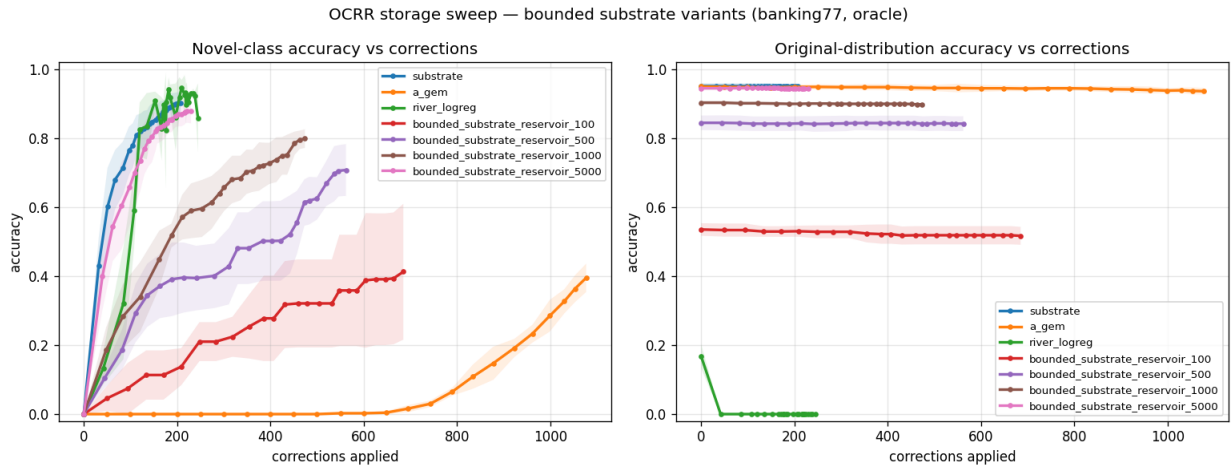 OCRR storage sweep — bounded substrate variants (banking77, oracle)
Novel-class accuracy vs corrections
accuracy
1.0
0.8
0.6
0.4
0.2
0.0
0
200
400
600
800
1000
corrections applied
substrate
a_gem
river_logreg
bounded_substrate_reservoir_100
bounded_substrate_reservoir_500
bounded_substrate_reservoir_1000
bounded_substrate_reservoir_5000
Original-distribution accuracy vs corrections
accuracy
1.0
0.8
0.6
0.4
0.2
0.0
0
200
400
600
800
1000
corrections applied
substrate
a_gem
river_logreg
bounded_substrate_reservoir_100
bounded_substrate_reservoir_500
bounded_substrate_reservoir_1000
bounded_substrate_reservoir_5000